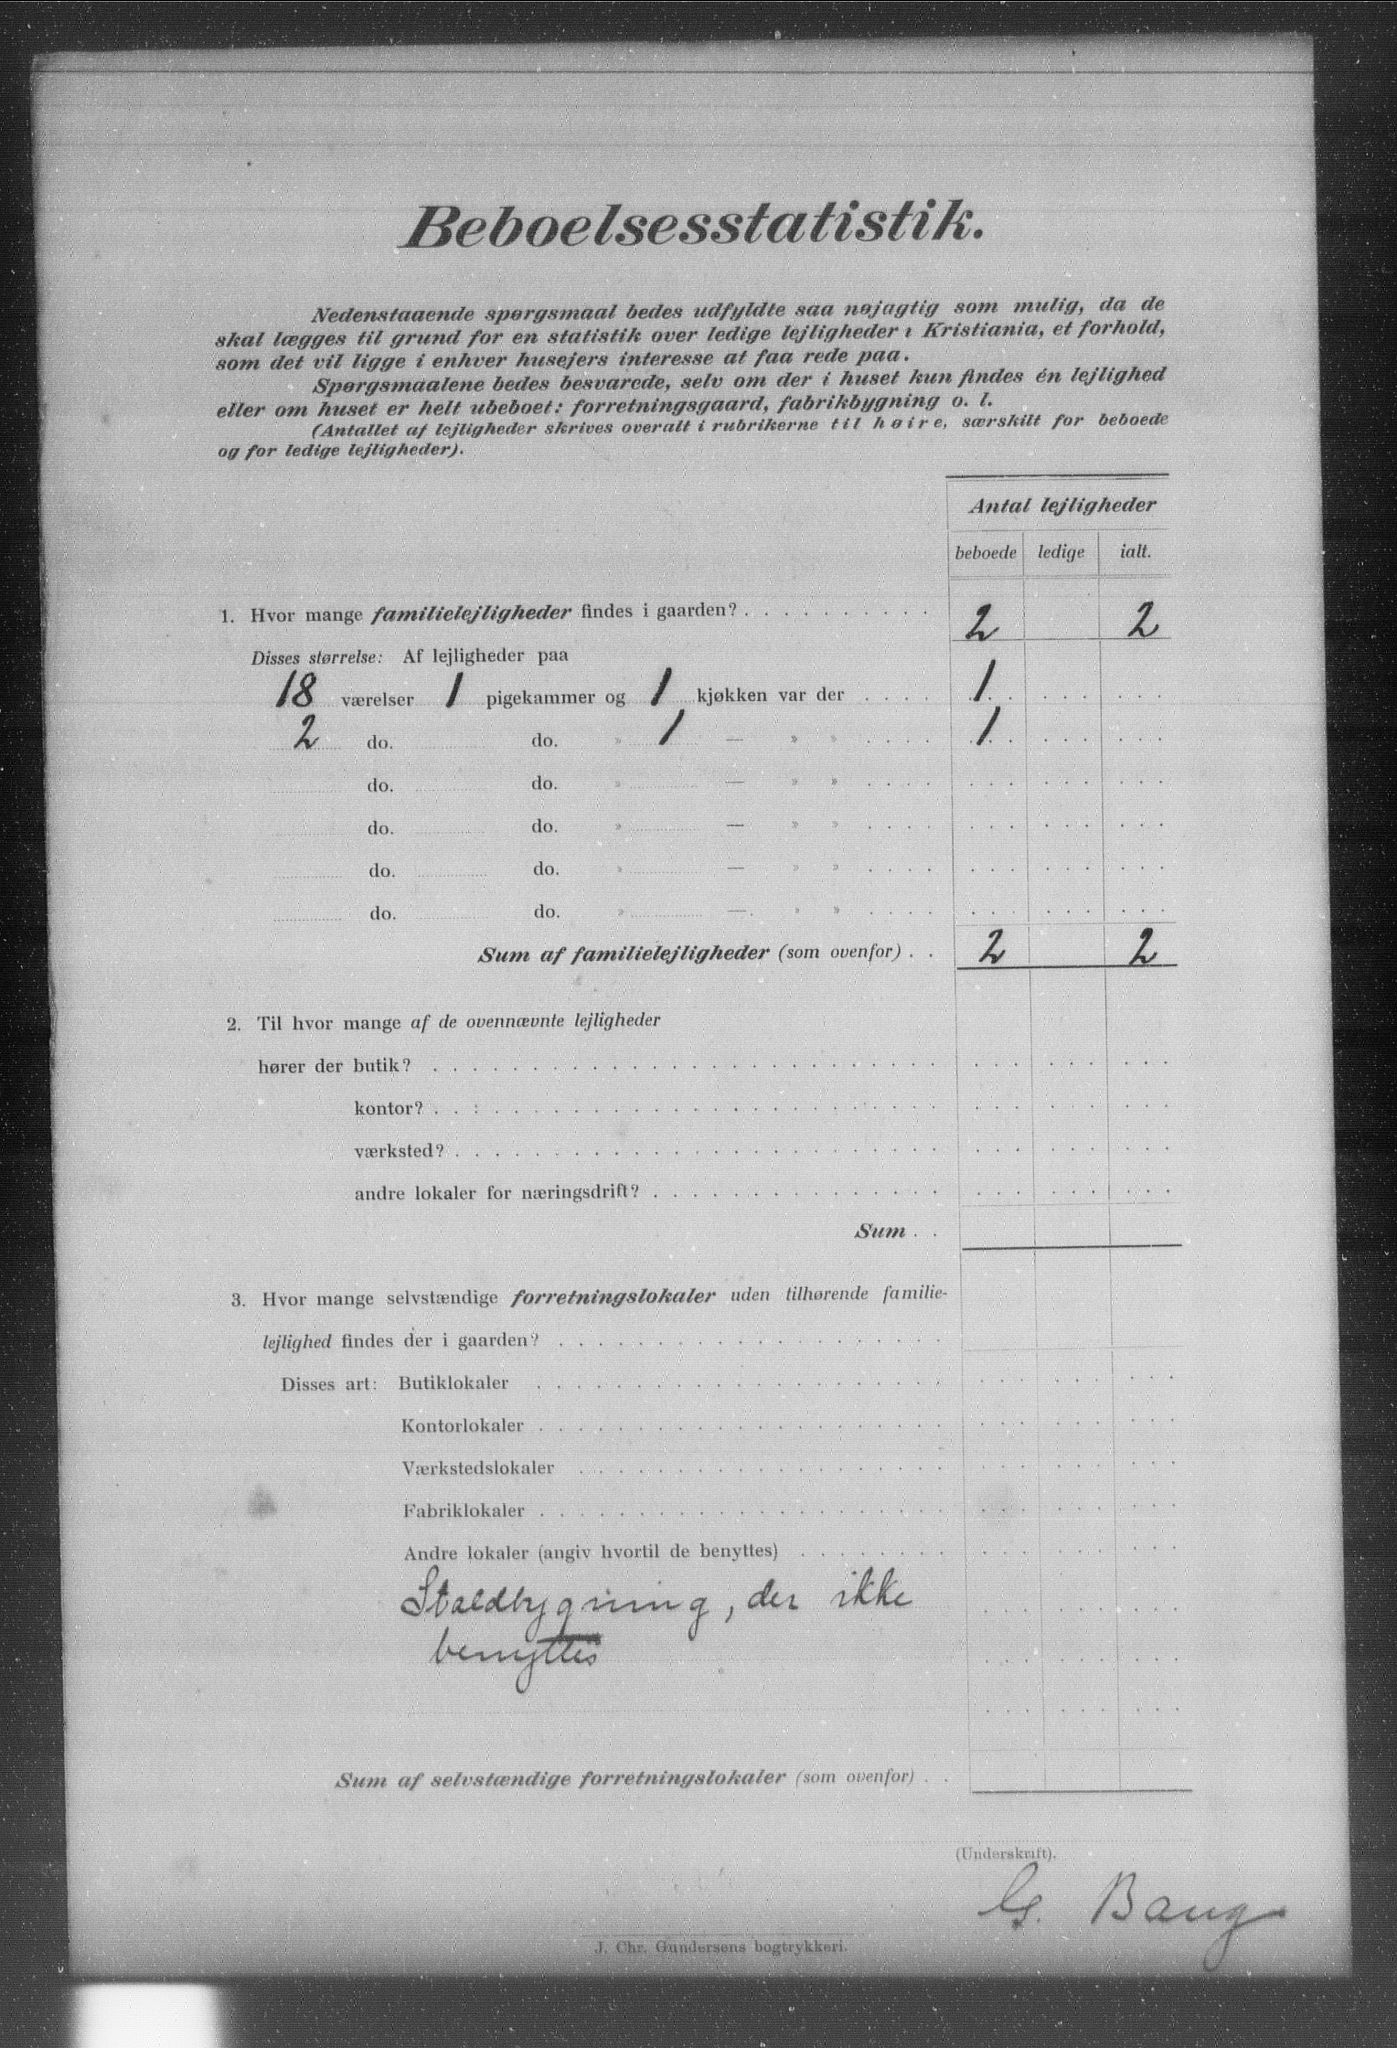 Beboelsesstatistik.
Nedenstaaende spørgsmaal bedes udfyldte saa nøjagtig som mulig, da de
skal lægges til grund for en statistik over ledige lejligheder i Kristiania, et forhold,
som det vil ligge i enhver husejers interesse at faa rede paa.
Spørgsmaalene bedes besvarede, selv om der i huset kun findes én lejlighed
eller om huset er helt ubeboet: forretningsgaard, fabrikbygning o. l.
(Antallet af lejligheder skrives overalt i rubrikerne til høire, særskilt for beboede
og for ledige lejligheder).
Antal lejligheder
beboede ledige ialt.
1. Hvor mange familielejligheder findes i gaarden? . . . . . . . . . . 2 2
Disses størrelse: Af lejligheder paa
18 værelser 1 pigekammer og 1 kjøkken var der . . . . 1
2 do. do. » 1 — » » . . . . 1
do. do. » — » » . . . .
do. do. » — » » . . . .
do. do. » — » » . . . .
do. do. » — » » . . . .
Sum af familielejligheder (som ovenfor) . . 2 2
2. Til hvor mange af de ovennævnte lejligheder
hører der butik? . . . . . . . . . .
kontor? . . . . . . . . . .
værksted? . . . . . . . . . .
andre lokaler for næringsdrift? . . . . . . . . . .
Sum . .
3. Hvor mange selvstændige forretningslokaler uden tilhørende familie-
lejlighed findes der i gaarden? . . . . . . . . . .
Disses art: Butiklokaler . . . . . . . . . .
Kontorlokaler . . . . . . . . . .
Værkstedslokaler . . . . . . . . . .
Fabriklokaler . . . . . . . . . .
Andre lokaler (angiv hvortil de benyttes) . . . . . . . .
Staldbygning, der ikke
benyttes
Sum af selvstændige forretningslokaler (som ovenfor) . .
(Underskrift).
G. Bang
J. Chr. Gundersens bogtrykkeri.